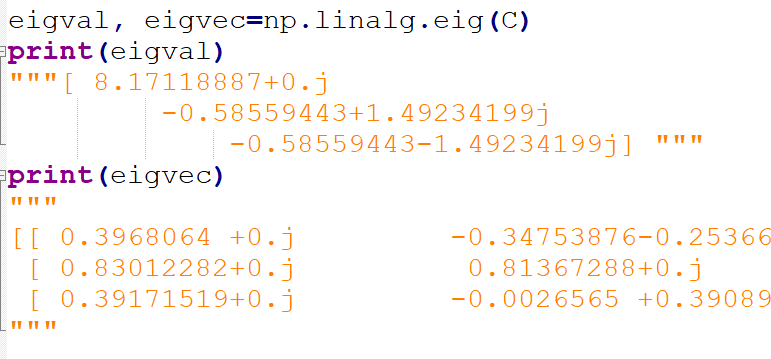 eigval, eigvec=np.linalg.eig(C)
print(eigval)
"""[ 8.17118887+0.j
-0.58559443+1.49234199j
-0.58559443-1.49234199j] """
print(eigvec)
"""
[[ 0.3968064 +0.j -0.34753876-0.25366
[ 0.83012282+0.j 0.81367288+0.j
[ 0.39171519+0.j -0.0026565 +0.39089
"""